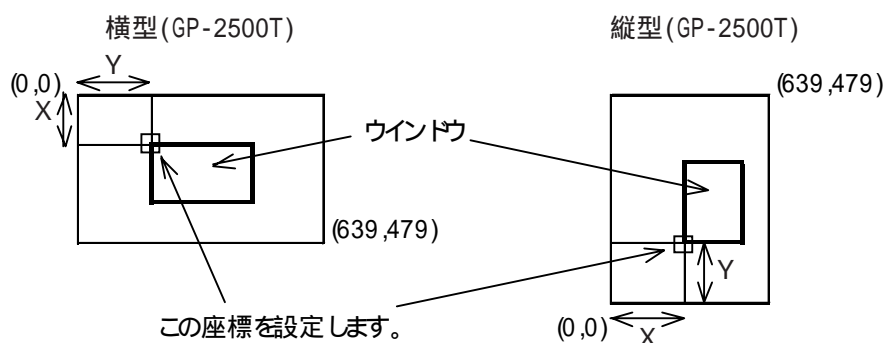 横型(GP-2500T)
縦型(GP-2500T)
Y
(0,0)
(639,479)
X
ウインドウ
(639,479)
Y
この座標を設定します。
(0,0)
X